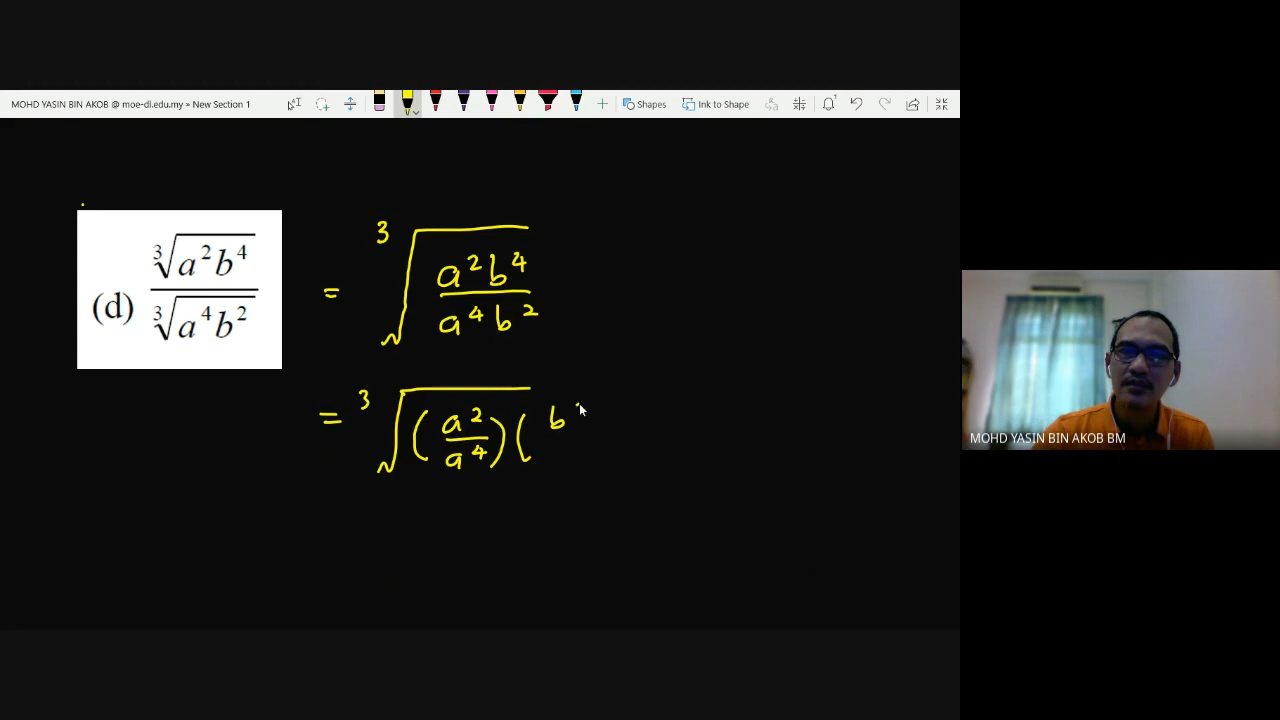 MOHD YASIN BIN AKOB @ moe-dl.edu.my » New Section 1
Shapes
Ink to Shape
(d) ∛(a²b⁴) / ∛(a⁴b²)
= ∛(a²b⁴ / a⁴b²)
= ∛((a²/a⁴)(b
MOHD YASIN BIN AKOB BM